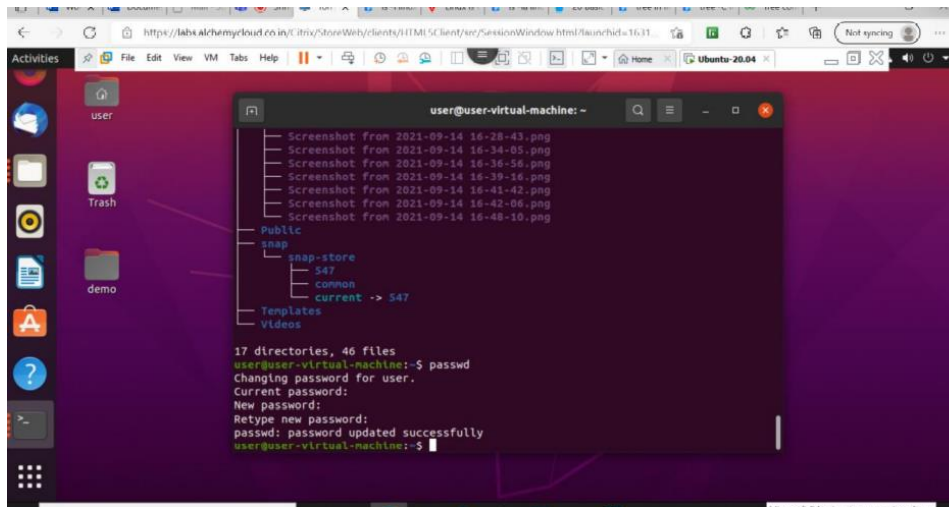 https://labs.alchemycloud.co.in/Citrix/StoreWeb/clients/HTML5Client/src/SessionWindow.html?launchid=1631...
Not syncing
Activities
File Edit View VM Tabs Help
Home
Ubuntu-20.04
user
Trash
demo
user@user-virtual-machine: ~
├── Screenshot from 2021-09-14 16-28-43.png
├── Screenshot from 2021-09-14 16-34-05.png
├── Screenshot from 2021-09-14 16-36-56.png
├── Screenshot from 2021-09-14 16-39-16.png
├── Screenshot from 2021-09-14 16-41-42.png
├── Screenshot from 2021-09-14 16-42-06.png
└── Screenshot from 2021-09-14 16-48-10.png
├── Public
├── snap
└── snap-store
├── 547
├── common
└── current -> 547
├── Templates
└── Videos
17 directories, 46 files
user@user-virtual-machine:~$ passwd
Changing password for user.
Current password:
New password:
Retype new password:
passwd: password updated successfully
user@user-virtual-machine:~$